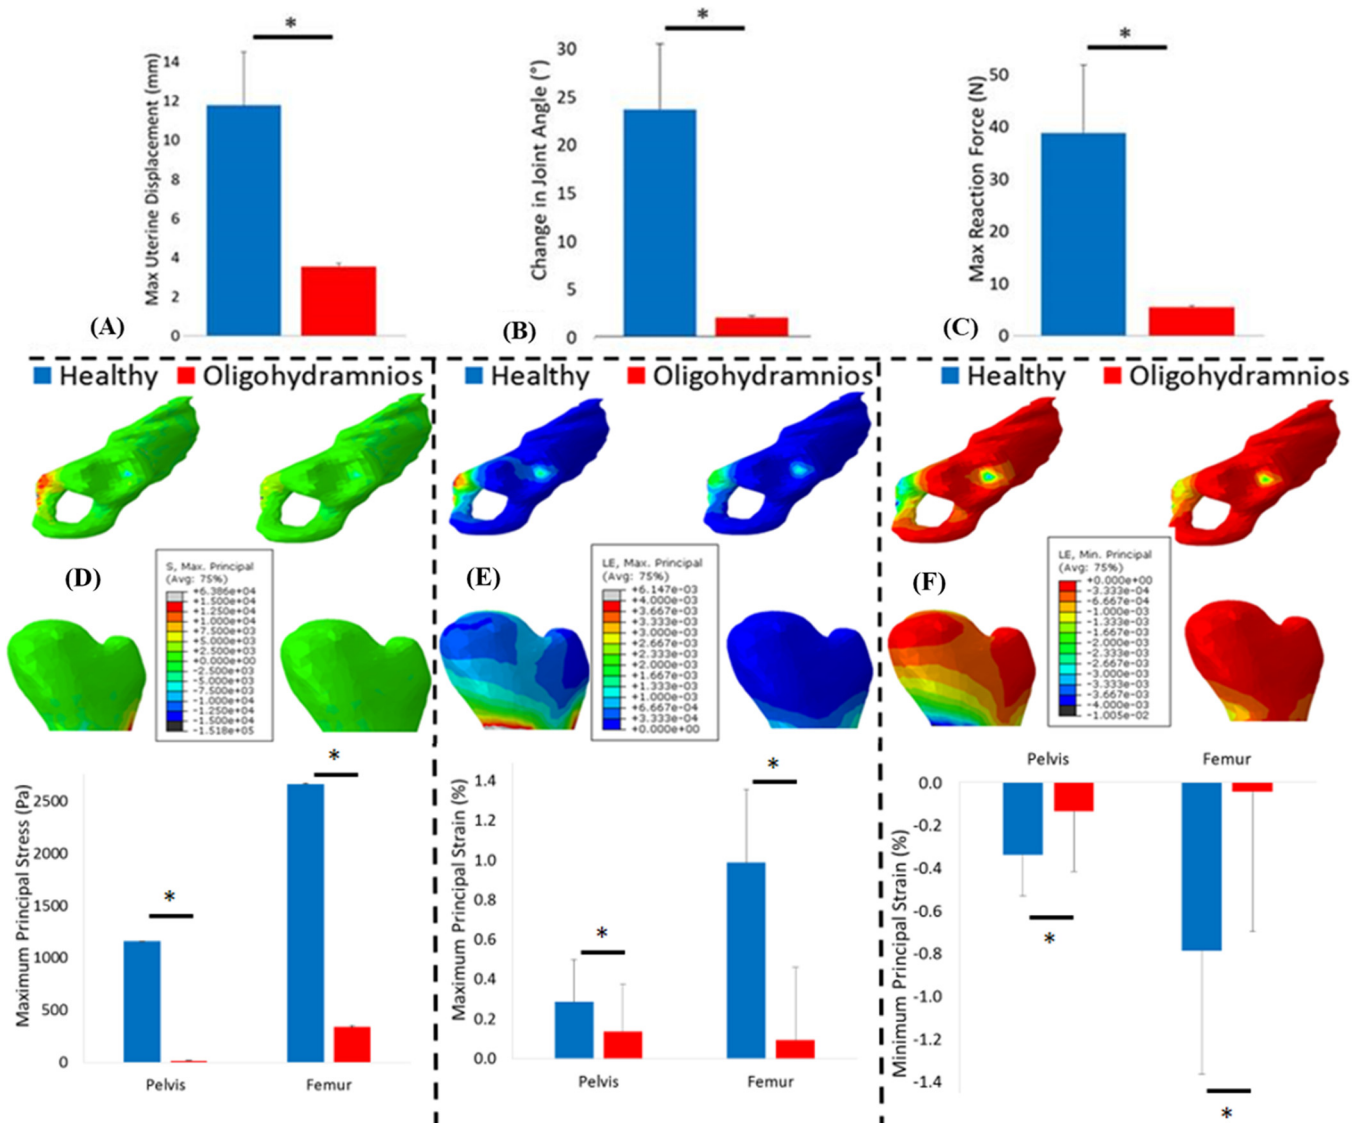 *
Max Uterine Displacement (mm)
14
12
10
8
6
4
2
0
(A)
*
Change in Joint Angle (°)
30
25
20
15
10
5
0
(B)
*
Max Reaction Force (N)
50
40
30
20
10
0
(C)
Healthy Oligohydramnios
Healthy Oligohydramnios
Healthy Oligohydramnios
(D)
S, Max. Principal
(Avg: 75%)
+6.386e+04
+1.500e+04
+1.250e+04
+1.000e+04
+7.500e+03
+5.000e+03
+2.500e+03
+0.000e+00
-2.500e+03
-5.000e+03
-7.500e+03
-1.000e+04
-1.250e+04
-1.500e+04
-1.518e+05
*
*
Maximum Principal Stress (Pa)
2500
2000
1500
1000
500
0
Pelvis Femur
(E)
LE, Max. Principal
(Avg: 75%)
+6.147e-03
+4.000e-03
+3.667e-03
+3.333e-03
+3.000e-03
+2.667e-03
+2.333e-03
+2.000e-03
+1.667e-03
+1.333e-03
+1.000e-03
+6.667e-04
+3.333e-04
+0.000e+00
*
*
Maximum Principal Strain (%)
1.4
1.2
1.0
0.8
0.6
0.4
0.2
0.0
Pelvis Femur
(F)
LE, Min. Principal
(Avg: 75%)
+0.000e+00
-3.333e-04
-6.667e-04
-1.000e-03
-1.333e-03
-1.667e-03
-2.000e-03
-2.333e-03
-2.667e-03
-3.000e-03
-3.333e-03
-3.667e-03
-4.000e-03
-1.005e-02
Pelvis Femur
Minimum Principal Strain (%)
0.0
-0.2
-0.4
-0.6
-0.8
-1.0
-1.2
-1.4
*
*